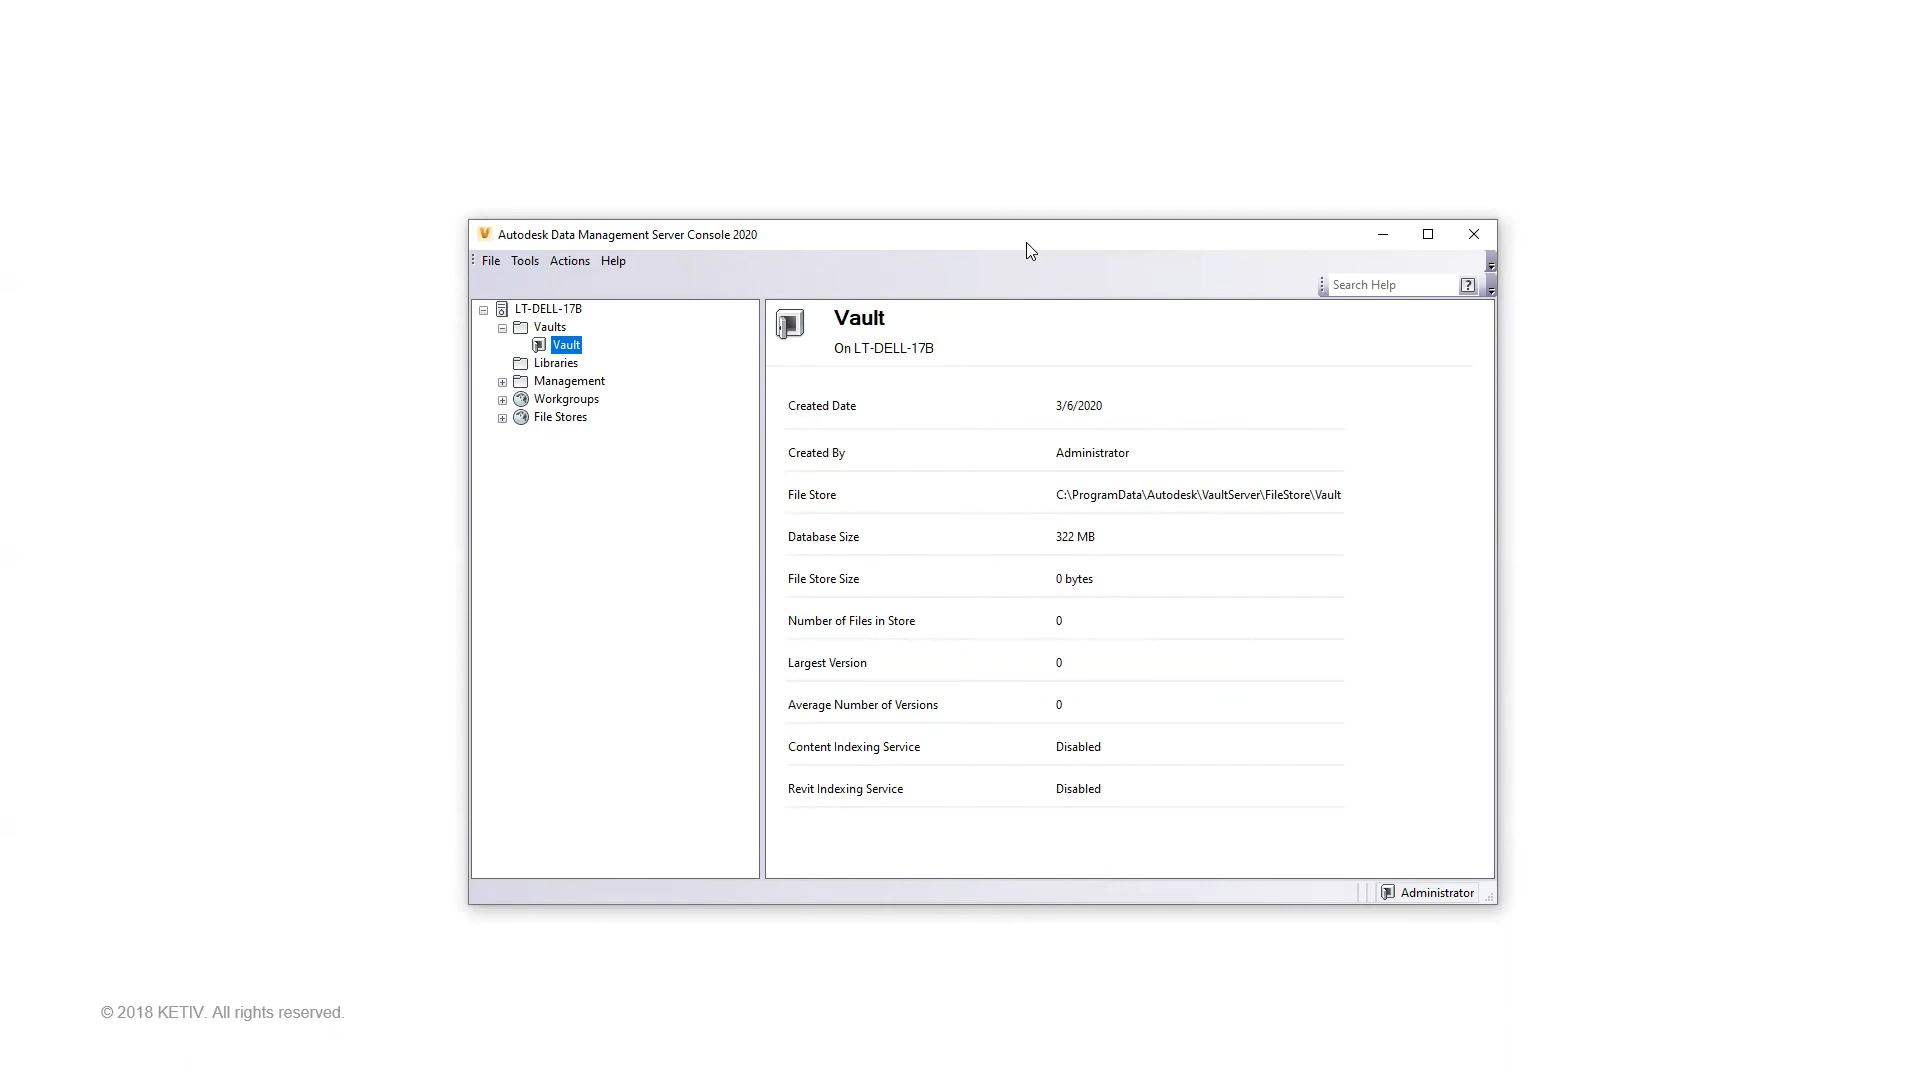 Autodesk Data Management Server Console 2020
File Tools Actions Help
Search Help
LT-DELL-17B
Vaults
Vault
Libraries
Management
Workgroups
File Stores
Vault
On LT-DELL-17B
Created Date 3/6/2020
Created By Administrator
File Store C:\ProgramData\Autodesk\VaultServer\FileStore\Vault
Database Size 322 MB
File Store Size 0 bytes
Number of Files in Store 0
Largest Version 0
Average Number of Versions 0
Content Indexing Service Disabled
Revit Indexing Service Disabled
Administrator
© 2018 KETIV. All rights reserved.